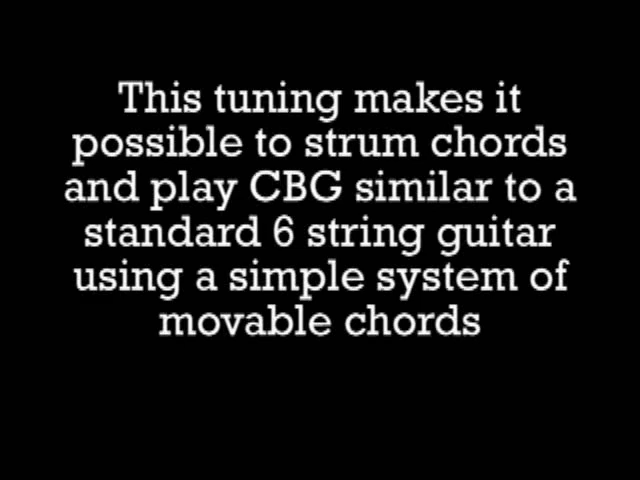 This tuning makes it
possible to strum chords
and play CBG similar to a
standard 6 string guitar
using a simple system of
movable chords